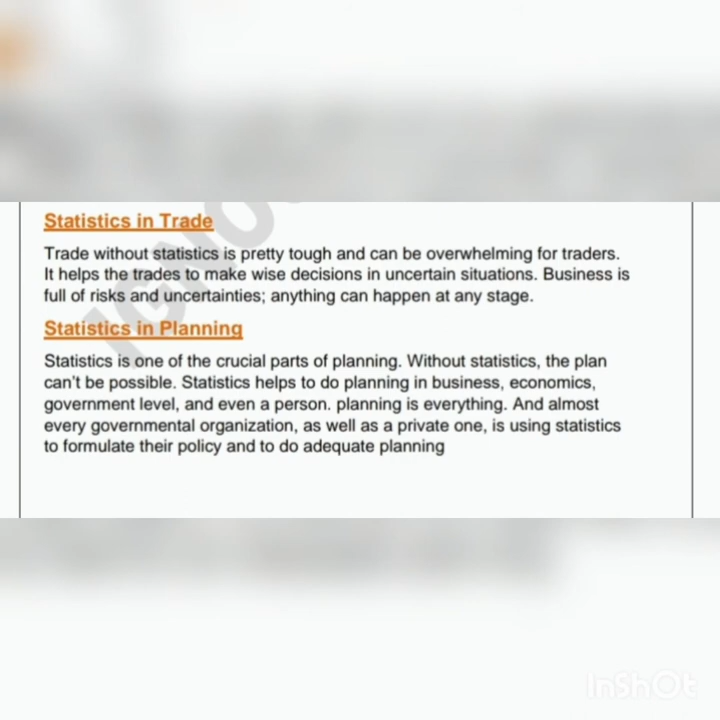 Statistics in Trade
Trade without statistics is pretty tough and can be overwhelming for traders.
It helps the trades to make wise decisions in uncertain situations. Business is
full of risks and uncertainties; anything can happen at any stage.
Statistics in Planning
Statistics is one of the crucial parts of planning. Without statistics, the plan
can't be possible. Statistics helps to do planning in business, economics,
government level, and even a person. planning is everything. And almost
every governmental organization, as well as a private one, is using statistics
to formulate their policy and to do adequate planning
InShOt